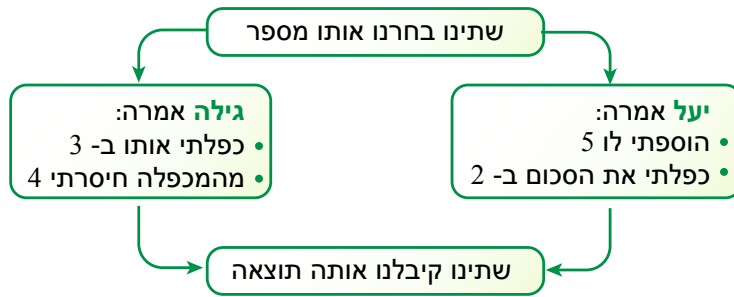 שתינו בחרנו אותו מספר
יעל אמרה:
• הוספתי לו 5
• כפלתי את הסכום ב- 2
גילה אמרה:
• כפלתי אותו ב- 3
• מהמכפלה חיסרתי 4
שתינו קיבלנו אותה תוצאה